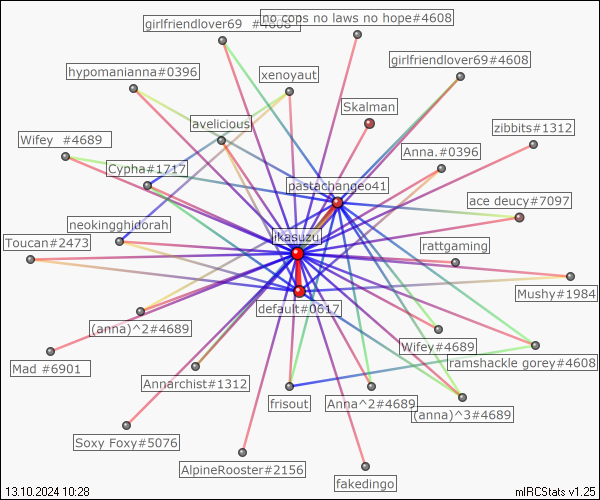 no cops no laws no hope#4608
girlfriendlover69 #4608
girlfriendlover69#4608
hypomanianna#0396
xenoyaut
Skalman
avelicious
zibbits#1312
Wifey #4689
Anna.#0396
Cypha#1717
pastachangeo41
ace deucy#7097
neokingghidorah
ikasuzu
Toucan#2473
rattgaming
Mushy#1984
default#0617
(anna)^2#4689
Wifey#4689
ramshackle gorey#4608
Mad #6901
Annarchist#1312
frisout
Anna^2#4689
(anna)^3#4689
Soxy Foxy#5076
AlpineRooster#2156
fakedingo
13.10.2024 10:28
mIRCStats v1.25